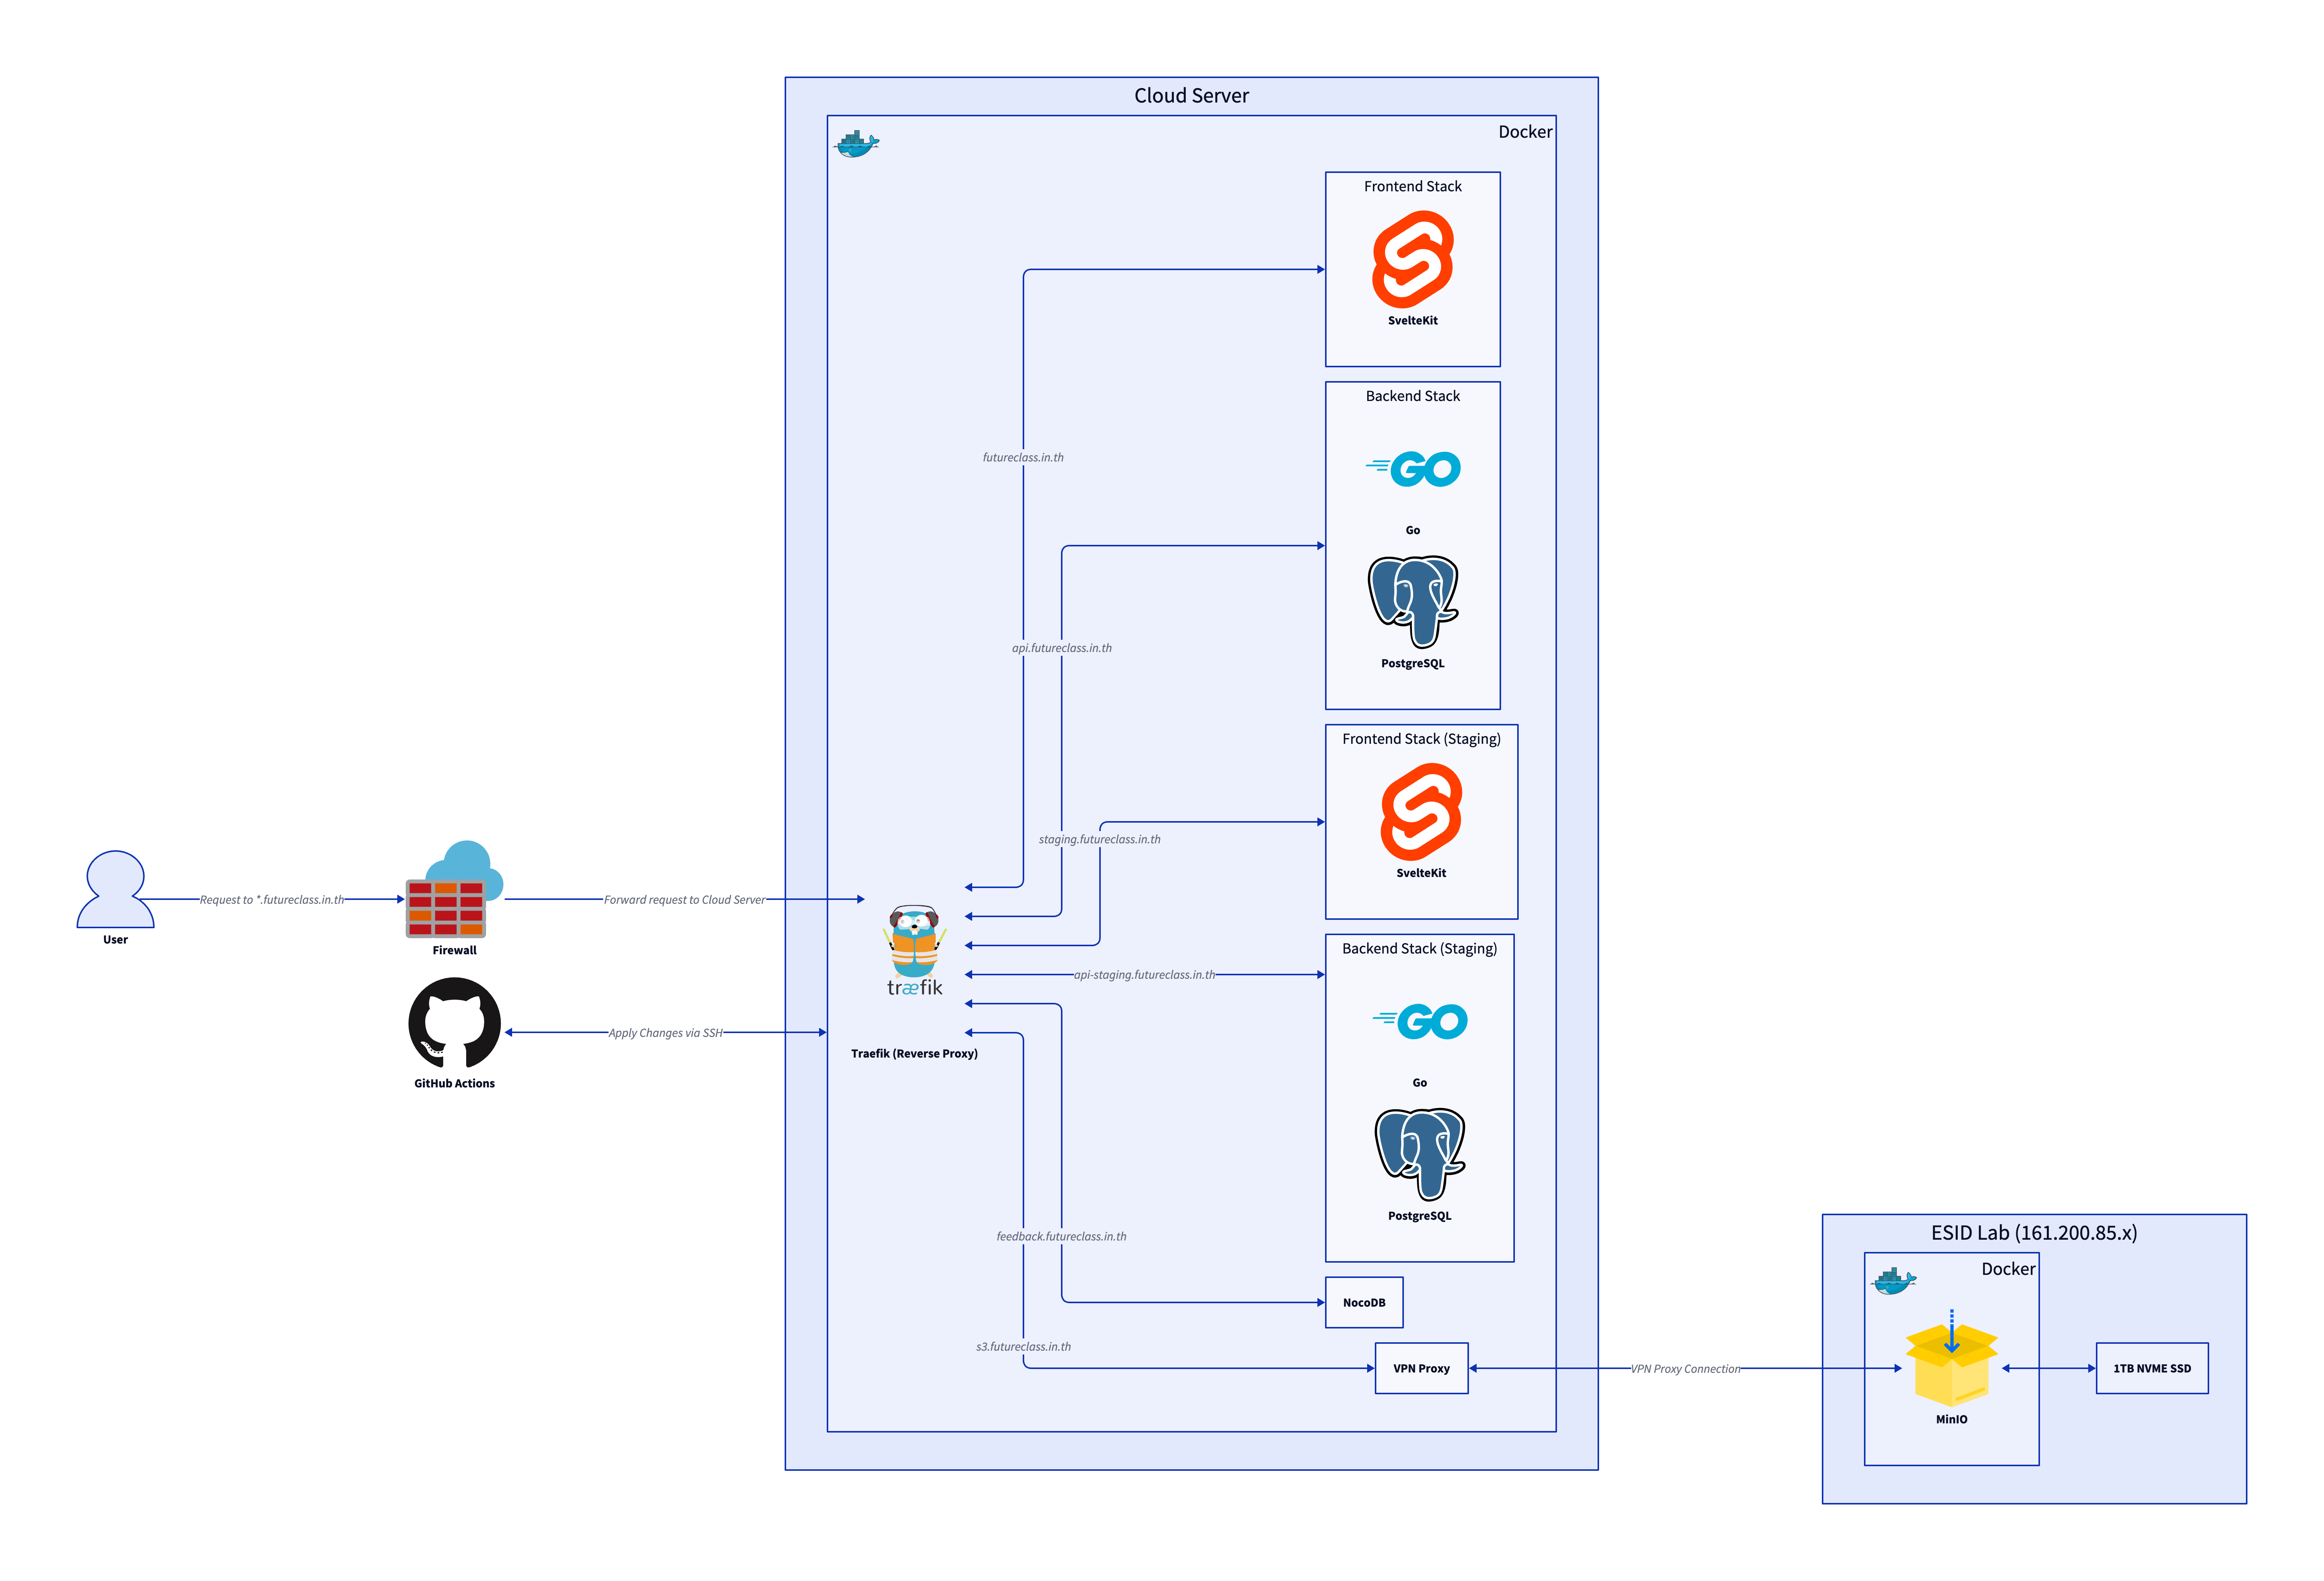 Cloud Server
Docker
Frontend Stack
SvelteKit
futureclass.in.th
Backend Stack
GO
Go
api.futureclass.in.th
PostgreSQL
Frontend Stack (Staging)
SvelteKit
staging.futureclass.in.th
User
Request to *.futureclass.in.th
Firewall
Forward request to Cloud Server
GitHub Actions
Apply Changes via SSH
træfik
Traefik (Reverse Proxy)
Backend Stack (Staging)
api-staging.futureclass.in.th
GO
Go
PostgreSQL
feedback.futureclass.in.th
NocoDB
s3.futureclass.in.th
VPN Proxy
VPN Proxy Connection
ESID Lab (161.200.85.x)
Docker
MinIO
1TB NVME SSD